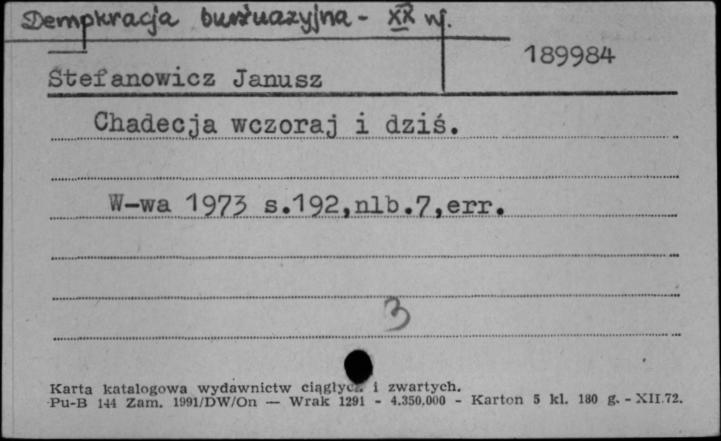 Dempkracja burżuazyjna - XX w.
189984
Stefanowicz Janusz
Chadecja wczoraj i dziś.
W-wa 1973 s.192,nlb.7,err.
3
Karta katalogowa wydawnictw ciągłych i zwartych.
Pu-B 144 Zam. 1991/DW/On — Wrak 1291 - 4.350.000 - Karton 5 kl. 180 g. - XII.72.